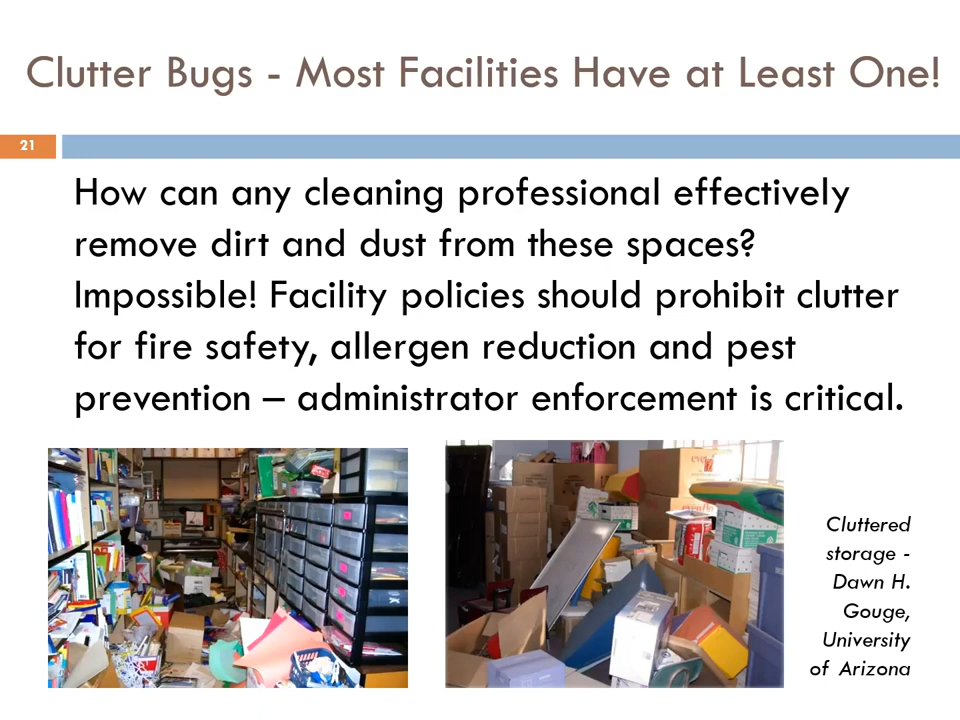 Clutter Bugs - Most Facilities Have at Least One!
21
How can any cleaning professional effectively
remove dirt and dust from these spaces?
Impossible! Facility policies should prohibit clutter
for fire safety, allergen reduction and pest
prevention – administrator enforcement is critical.
Cluttered
storage -
Dawn H.
Gouge,
University
of Arizona